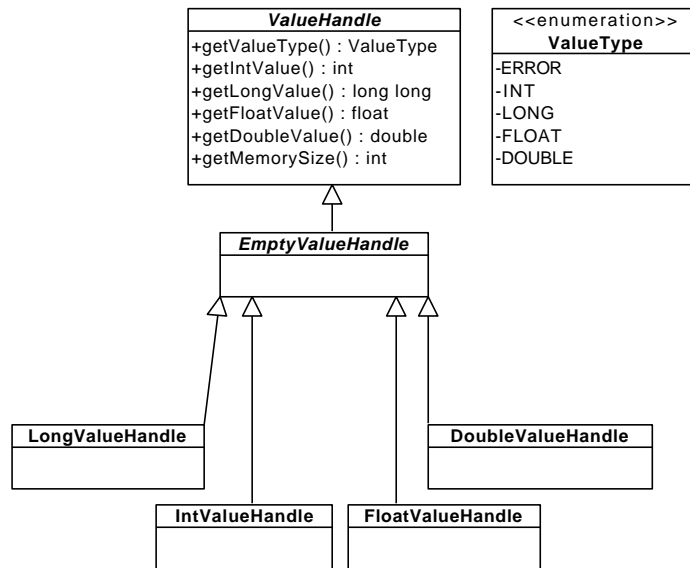 ValueHandle
+getValueType() : ValueType
+getIntValue() : int
+getLongValue() : long long
+getFloatValue() : float
+getDoubleValue() : double
+getMemorySize() : int
<<enumeration>>
ValueType
-ERROR
-INT
-LONG
-FLOAT
-DOUBLE
EmptyValueHandle
LongValueHandle
DoubleValueHandle
IntValueHandle
FloatValueHandle